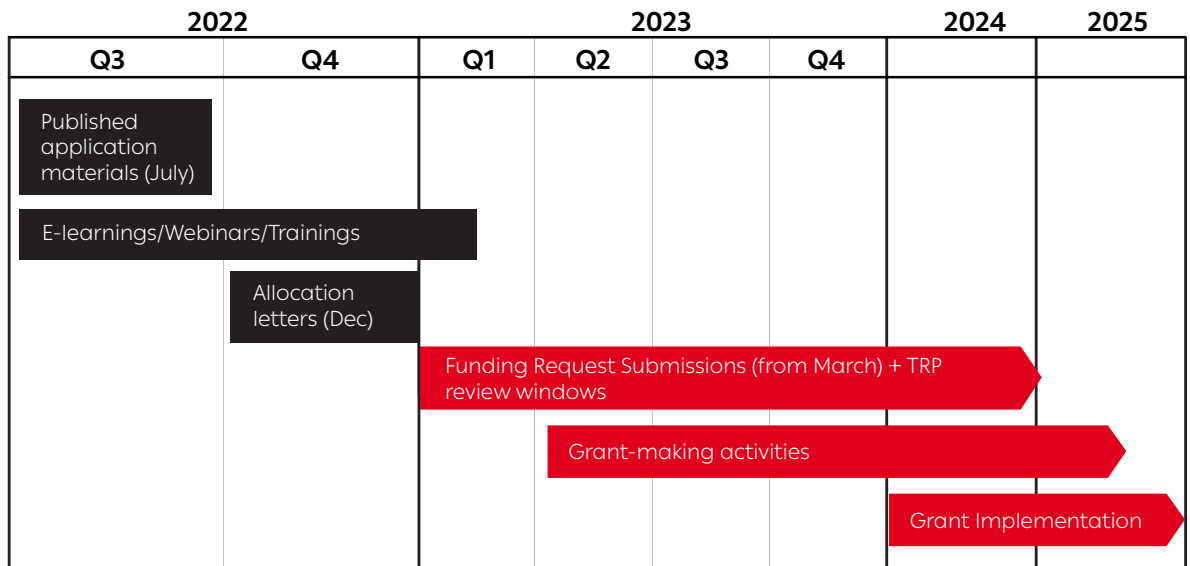 2022 2023 2024 2025
Q3 Q4 Q1 Q2 Q3 Q4
Published
application
materials (July)
E-learnings/Webinars/Trainings
Allocation
letters (Dec)
Funding Request Submissions (from March) + TRP
review windows
Grant-making activities
Grant Implementation